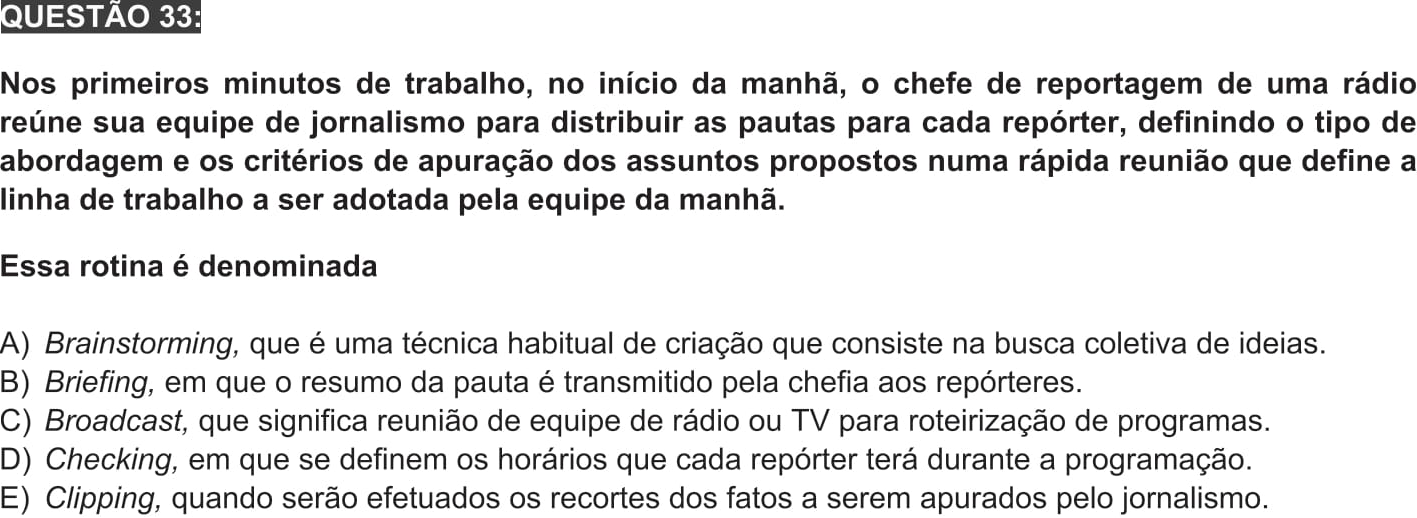 QUESTÃO 33:
Nos primeiros minutos de trabalho, no início da manhã, o chefe de reportagem de uma rádio
reúne sua equipe de jornalismo para distribuir as pautas para cada repórter, definindo o tipo de
abordagem e os critérios de apuração dos assuntos propostos numa rápida reunião que define a
linha de trabalho a ser adotada pela equipe da manhã.
Essa rotina é denominada
A) Brainstorming, que é uma técnica habitual de criação que consiste na busca coletiva de ideias.
B) Briefing, em que o resumo da pauta é transmitido pela chefia aos repórteres.
C) Broadcast, que significa reunião de equipe de rádio ou TV para roteirização de programas.
D) Checking, em que se definem os horários que cada repórter terá durante a programação.
E) Clipping, quando serão efetuados os recortes dos fatos a serem apurados pelo jornalismo.